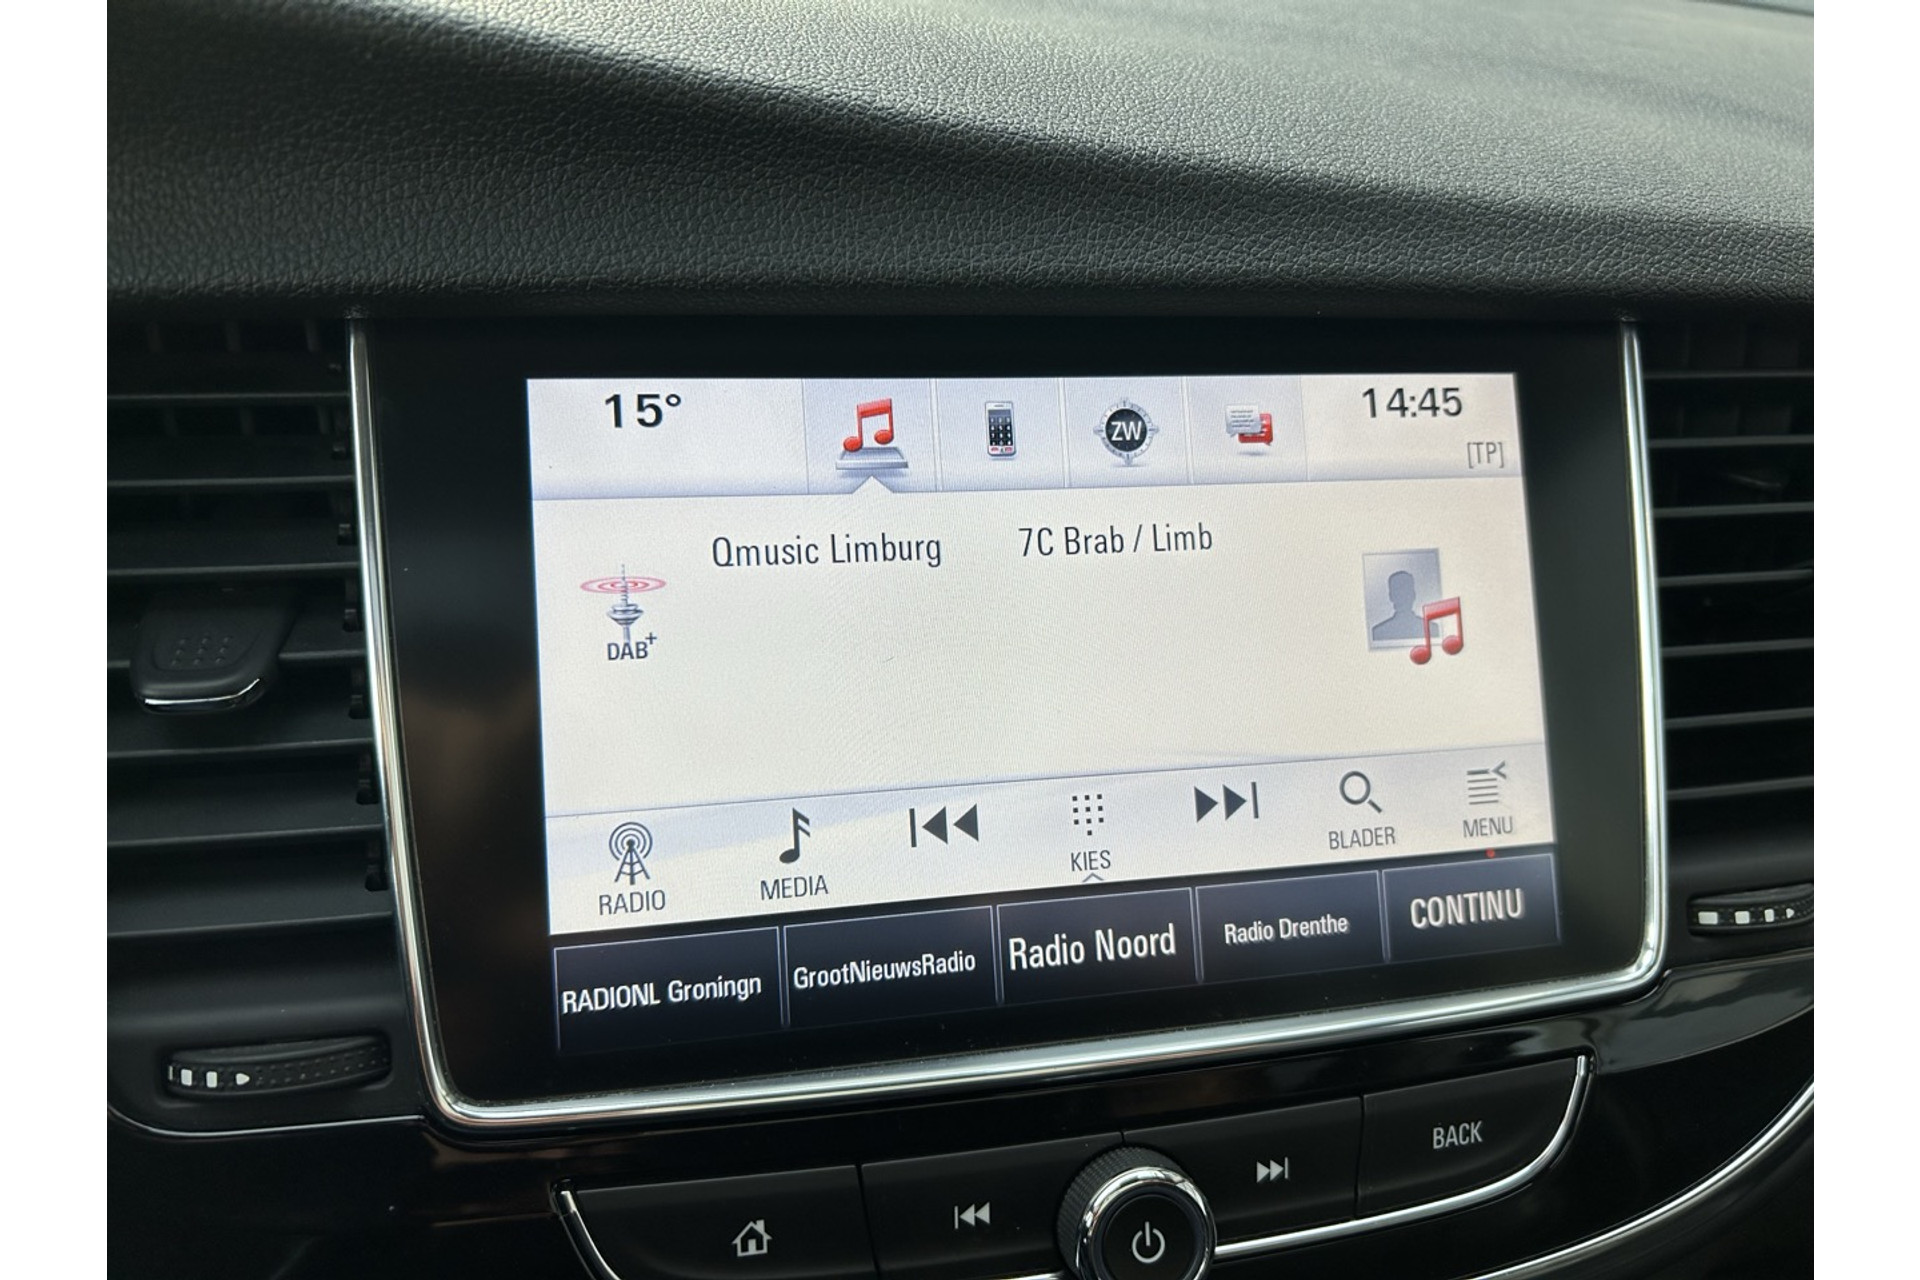 15°
ZW
14:45
[TP]
Qmusic Limburg 7C Brab / Limb
DAB+
RADIO
MEDIA
KIES
BLADER
MENU
RADIONL Groningn
GrootNieuwsRadio
Radio Noord
Radio Drenthe
CONTINU
BACK